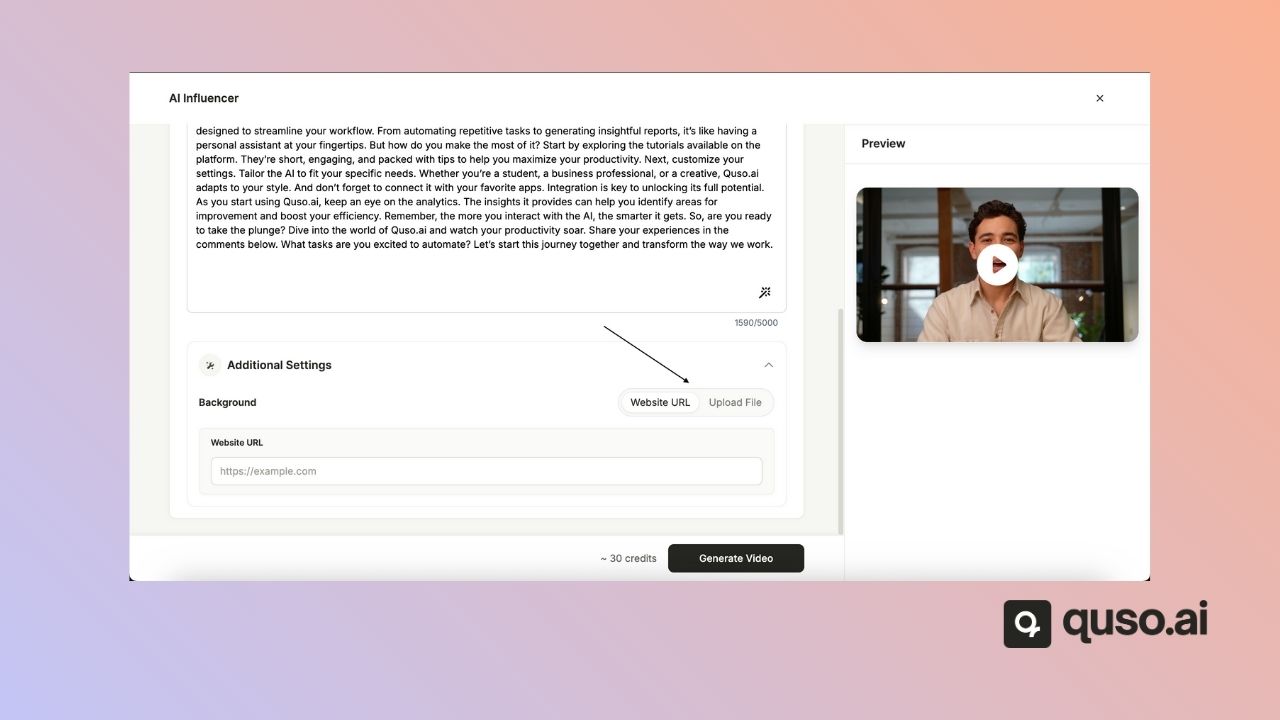 AI Influencer
designed to streamline your workflow. From automating repetitive tasks to generating insightful reports, it's like having a
personal assistant at your fingertips. But how do you make the most of it? Start by exploring the tutorials available on the
platform. They're short, engaging, and packed with tips to help you maximize your productivity. Next, customize your
settings. Tailor the AI to fit your specific needs. Whether you're a student, a business professional, or a creative, Quso.ai
adapts to your style. And don't forget to connect it with your favorite apps. Integration is key to unlocking its full potential.
As you start using Quso.ai, keep an eye on the analytics. The insights it provides can help you identify areas for
improvement and boost your efficiency. Remember, the more you interact with the AI, the smarter it gets. So, are you ready
to take the plunge? Dive into the world of Quso.ai and watch your productivity soar. Share your experiences in the
comments below. What tasks are you excited to automate? Let's start this journey together and transform the way we work.
1590/5000
Additional Settings
Background
Website URL
Upload File
Website URL
https://example.com
~ 30 credits
Generate Video
Preview
quso.ai